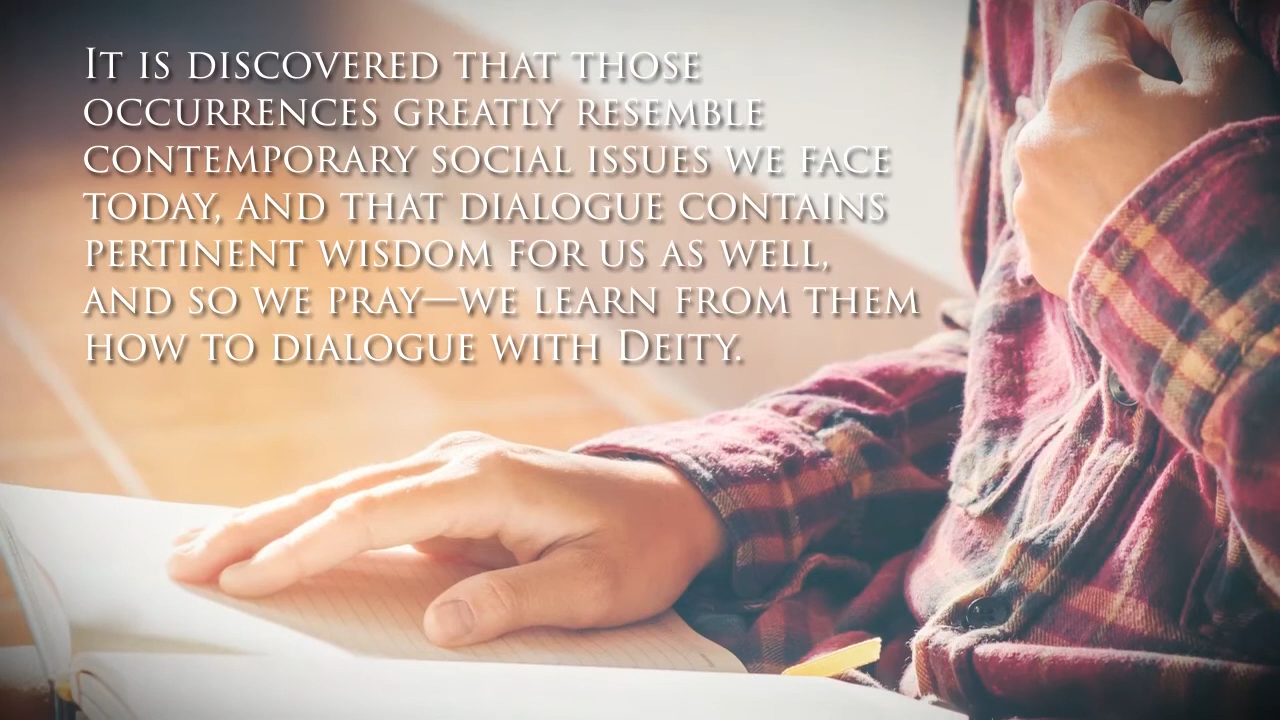 It is discovered that those
occurrences greatly resemble
contemporary social issues we face
today, and that dialogue contains
pertinent wisdom for us as well,
and so we pray—we learn from them
how to dialogue with Deity.